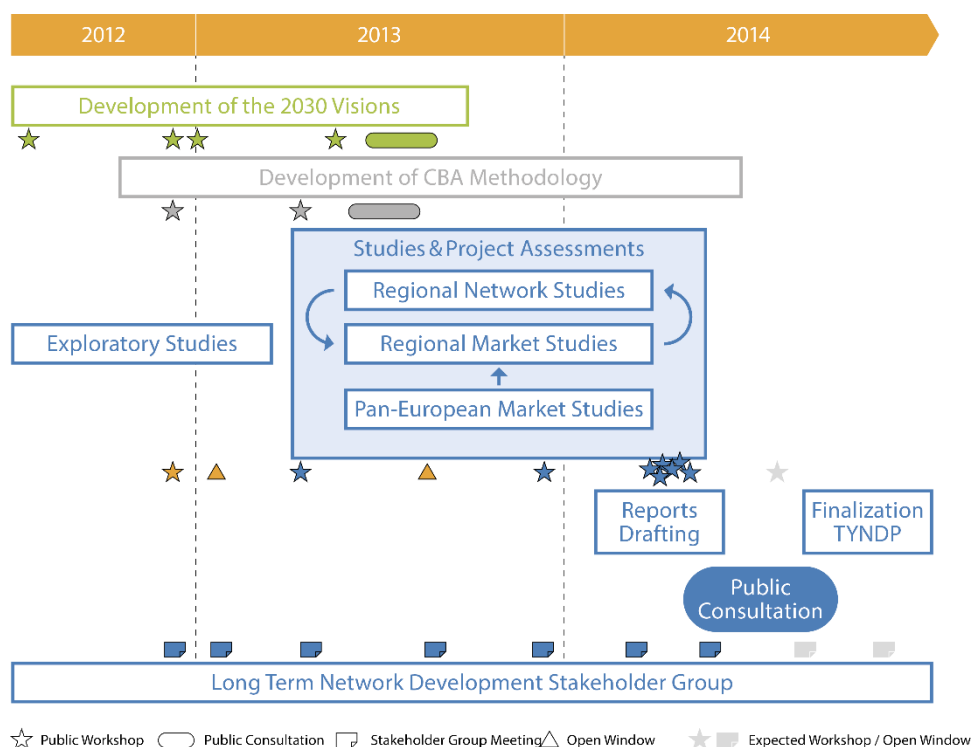 2012
2013
2014
Development of the 2030 Visions
Development of CBA Methodology
Studies & Project Assessments
Regional Network Studies
Exploratory Studies
Regional Market Studies
Pan-European Market Studies
Reports
Drafting
Finalization
TYNDP
Public
Consultation
Long Term Network Development Stakeholder Group
Public Workshop
Public Consultation
Stakeholder Group Meeting
Open Window
Expected Workshop / Open Window